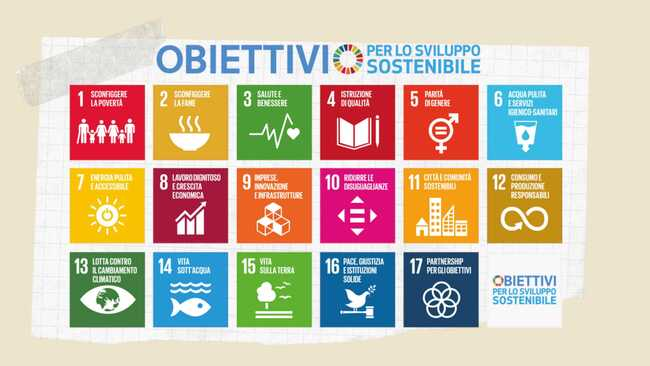 OBIETTIVI PER LO SVILUPPO
SOSTENIBILE
1 SCONFIGGERE
LA POVERTÀ
2 SCONFIGGERE
LA FAME
3 SALUTE E
BENESSERE
4 ISTRUZIONE
DI QUALITÀ
5 PARITÀ
DI GENERE
6 ACQUA PULITA
E SERVIZI
IGIENICO-SANITARI
7 ENERGIA PULITA
E ACCESSIBILE
8 LAVORO DIGNITOSO
E CRESCITA
ECONOMICA
9 IMPRESE,
INNOVAZIONE
E INFRASTRUTTURE
10 RIDURRE LE
DISUGUAGLIANZE
11 CITTÀ E COMUNITÀ
SOSTENIBILI
12 CONSUMO E
PRODUZIONE
RESPONSABILI
13 LOTTA CONTRO
IL CAMBIAMENTO
CLIMATICO
14 VITA
SOTT'ACQUA
15 VITA
SULLA TERRA
16 PACE, GIUSTIZIA
E ISTITUZIONI
SOLIDE
17 PARTNERSHIP
PER GLI OBIETTIVI
OBIETTIVI
PER LO SVILUPPO
SOSTENIBILE